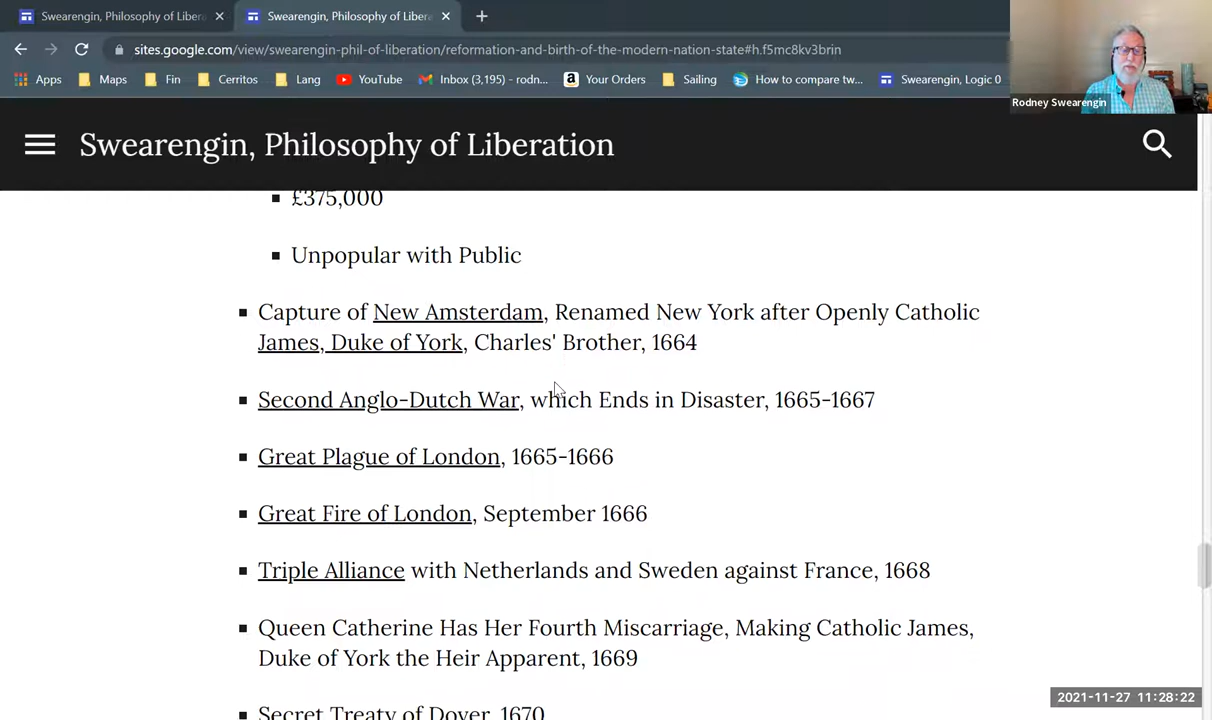 Swearengin, Philosophy of Libera
Swearengin, Philosophy of Libera
sites.google.com/view/swearengin-phil-of-liberation/reformation-and-birth-of-the-modern-nation-state#h.f5mc8kv3brin
Apps Maps Fin Cerritos Lang YouTube Inbox (3,195) - rodn... Your Orders Sailing How to compare tw... Swearengin, Logic 0
Rodney Swearengin
Swearengin, Philosophy of Liberation
£375,000
Unpopular with Public
Capture of New Amsterdam, Renamed New York after Openly Catholic
James, Duke of York, Charles' Brother, 1664
Second Anglo-Dutch War, which Ends in Disaster, 1665-1667
Great Plague of London, 1665-1666
Great Fire of London, September 1666
Triple Alliance with Netherlands and Sweden against France, 1668
Queen Catherine Has Her Fourth Miscarriage, Making Catholic James,
Duke of York the Heir Apparent, 1669
Secret Treaty of Dover, 1670
2021-11-27 11:28:22